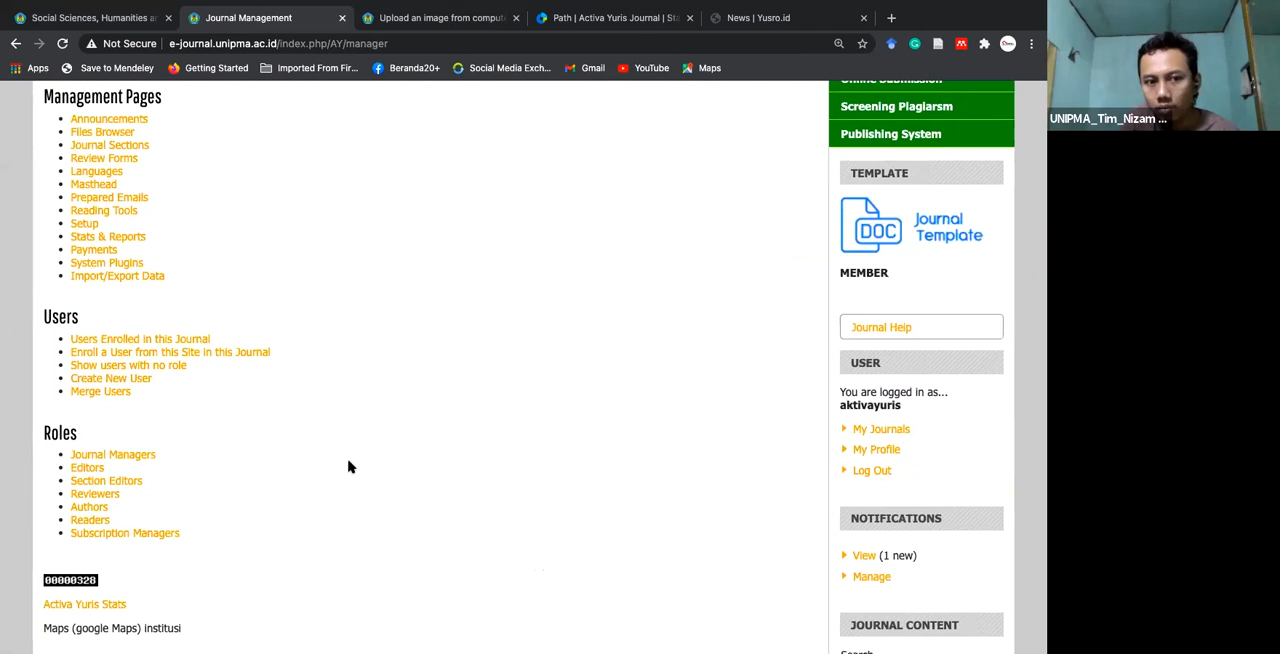 Social Sciences, Humanities a
Journal Management
Upload an image from comput
Path | Activa Yuris Journal | Sta
News | Yusro.id
Not Secure | e-journal.unipma.ac.id/index.php/AY/manager
Apps
Save to Mendeley
Getting Started
Imported From Fir...
Beranda20+
Social Media Exch...
Gmail
YouTube
Maps
UNIPMA_Tim_Nizam ...
Management Pages
Announcements
Files Browser
Journal Sections
Review Forms
Languages
Masthead
Prepared Emails
Reading Tools
Setup
Stats & Reports
Payments
System Plugins
Import/Export Data
Users
Users Enrolled in this Journal
Enroll a User from this Site in this Journal
Show users with no role
Create New User
Merge Users
Roles
Journal Managers
Editors
Section Editors
Reviewers
Authors
Readers
Subscription Managers
00000328
Activa Yuris Stats
Maps (google Maps) institusi
Online Submission
Screening Plagiarsm
Publishing System
TEMPLATE
DOC
Journal
Template
MEMBER
Journal Help
USER
You are logged in as...
aktivayuris
My Journals
My Profile
Log Out
NOTIFICATIONS
View (1 new)
Manage
JOURNAL CONTENT
Search